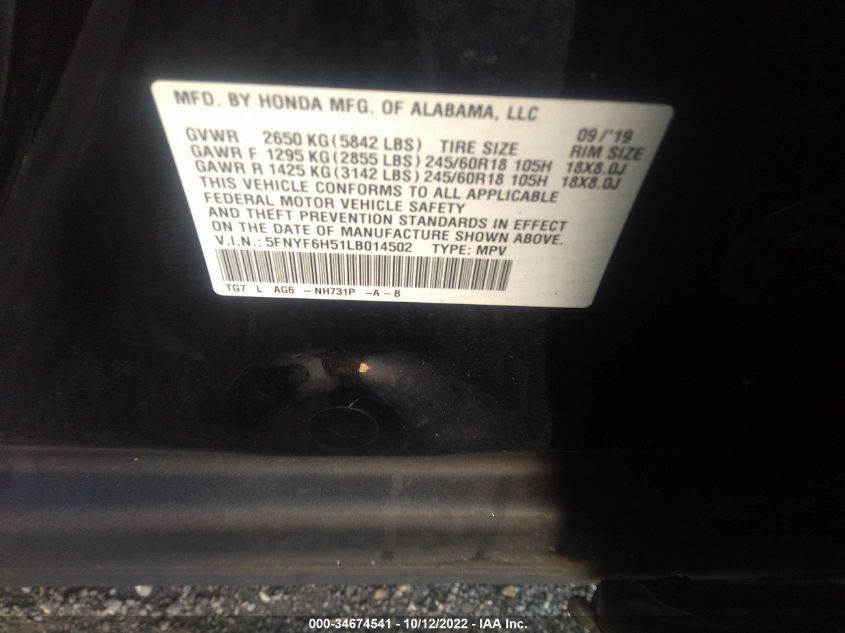 MFD. BY HONDA MFG. OF ALABAMA, LLC
GVWR 2650 KG (5842 LBS) TIRE SIZE 09/'19 RIM SIZE
GAWR F 1295 KG (2855 LBS) 245/60R18 105H 18X8.0J
GAWR R 1425 KG (3142 LBS) 245/60R18 105H 18X8.0J
THIS VEHICLE CONFORMS TO ALL APPLICABLE
FEDERAL MOTOR VEHICLE SAFETY
AND THEFT PREVENTION STANDARDS IN EFFECT
ON THE DATE OF MANUFACTURE SHOWN ABOVE.
V.I.N.: 5FNYF6H51LB014502 TYPE: MPV
TG7 L AG6 -NH731P -A-B
000-34674541 - 10/12/2022 - IAA Inc.